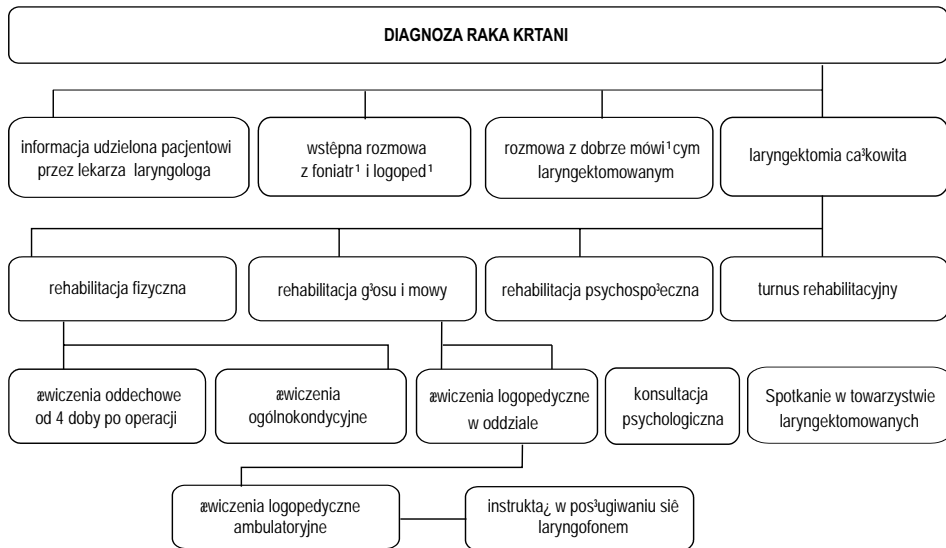 DIAGNOZA RAKA KRTANI
informacja udzielona pacjentowi
przez lekarza laryngologa
wstêpna rozmowa
z foniatr¹ i logoped¹
rozmowa z dobrze mówi¹cym
laryngektomowanym
laryngektomia ca³kowita
rehabilitacja fizyczna
rehabilitacja g³osu i mowy
rehabilitacja psychospo³eczna
turnus rehabilitacyjny
æwiczenia oddechowe
od 4 doby po operacji
æwiczenia
ogólnokondycyjne
æwiczenia logopedyczne
w oddziale
konsultacja
psychologiczna
Spotkanie w towarzystwie
laryngektomowanych
æwiczenia logopedyczne
ambulatoryjne
instrukta¿ w pos³ugiwaniu siê
laryngofonem